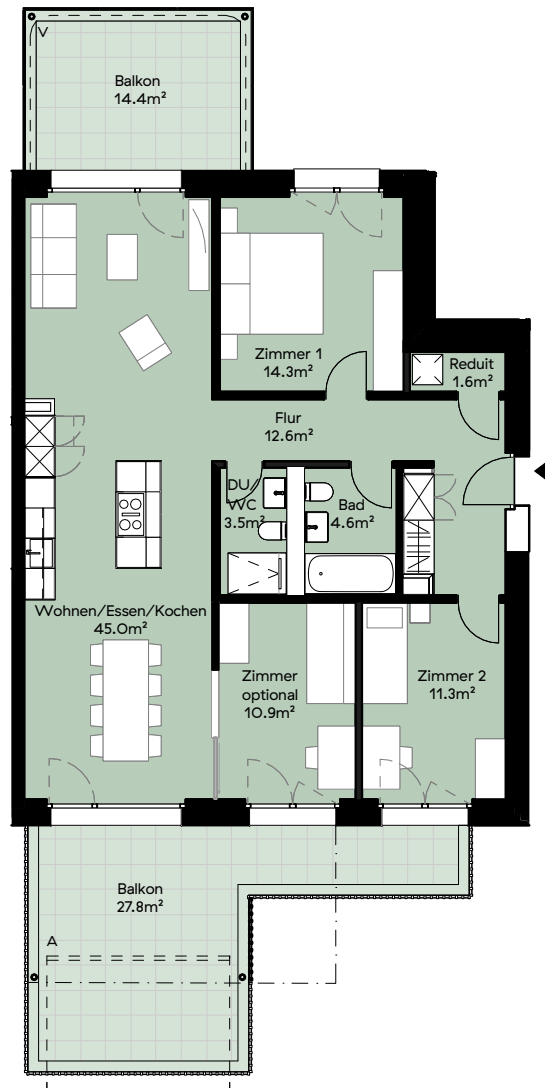 V
Balkon
14.4m²
Zimmer 1
14.3m²
Reduit
1.6m²
Flur
12.6m²
DU/
WC
3.5m²
Bad
4.6m²
Wohnen/Essen/Kochen
45.0m²
Zimmer
optional
10.9m²
Zimmer 2
11.3m²
Balkon
27.8m²
A